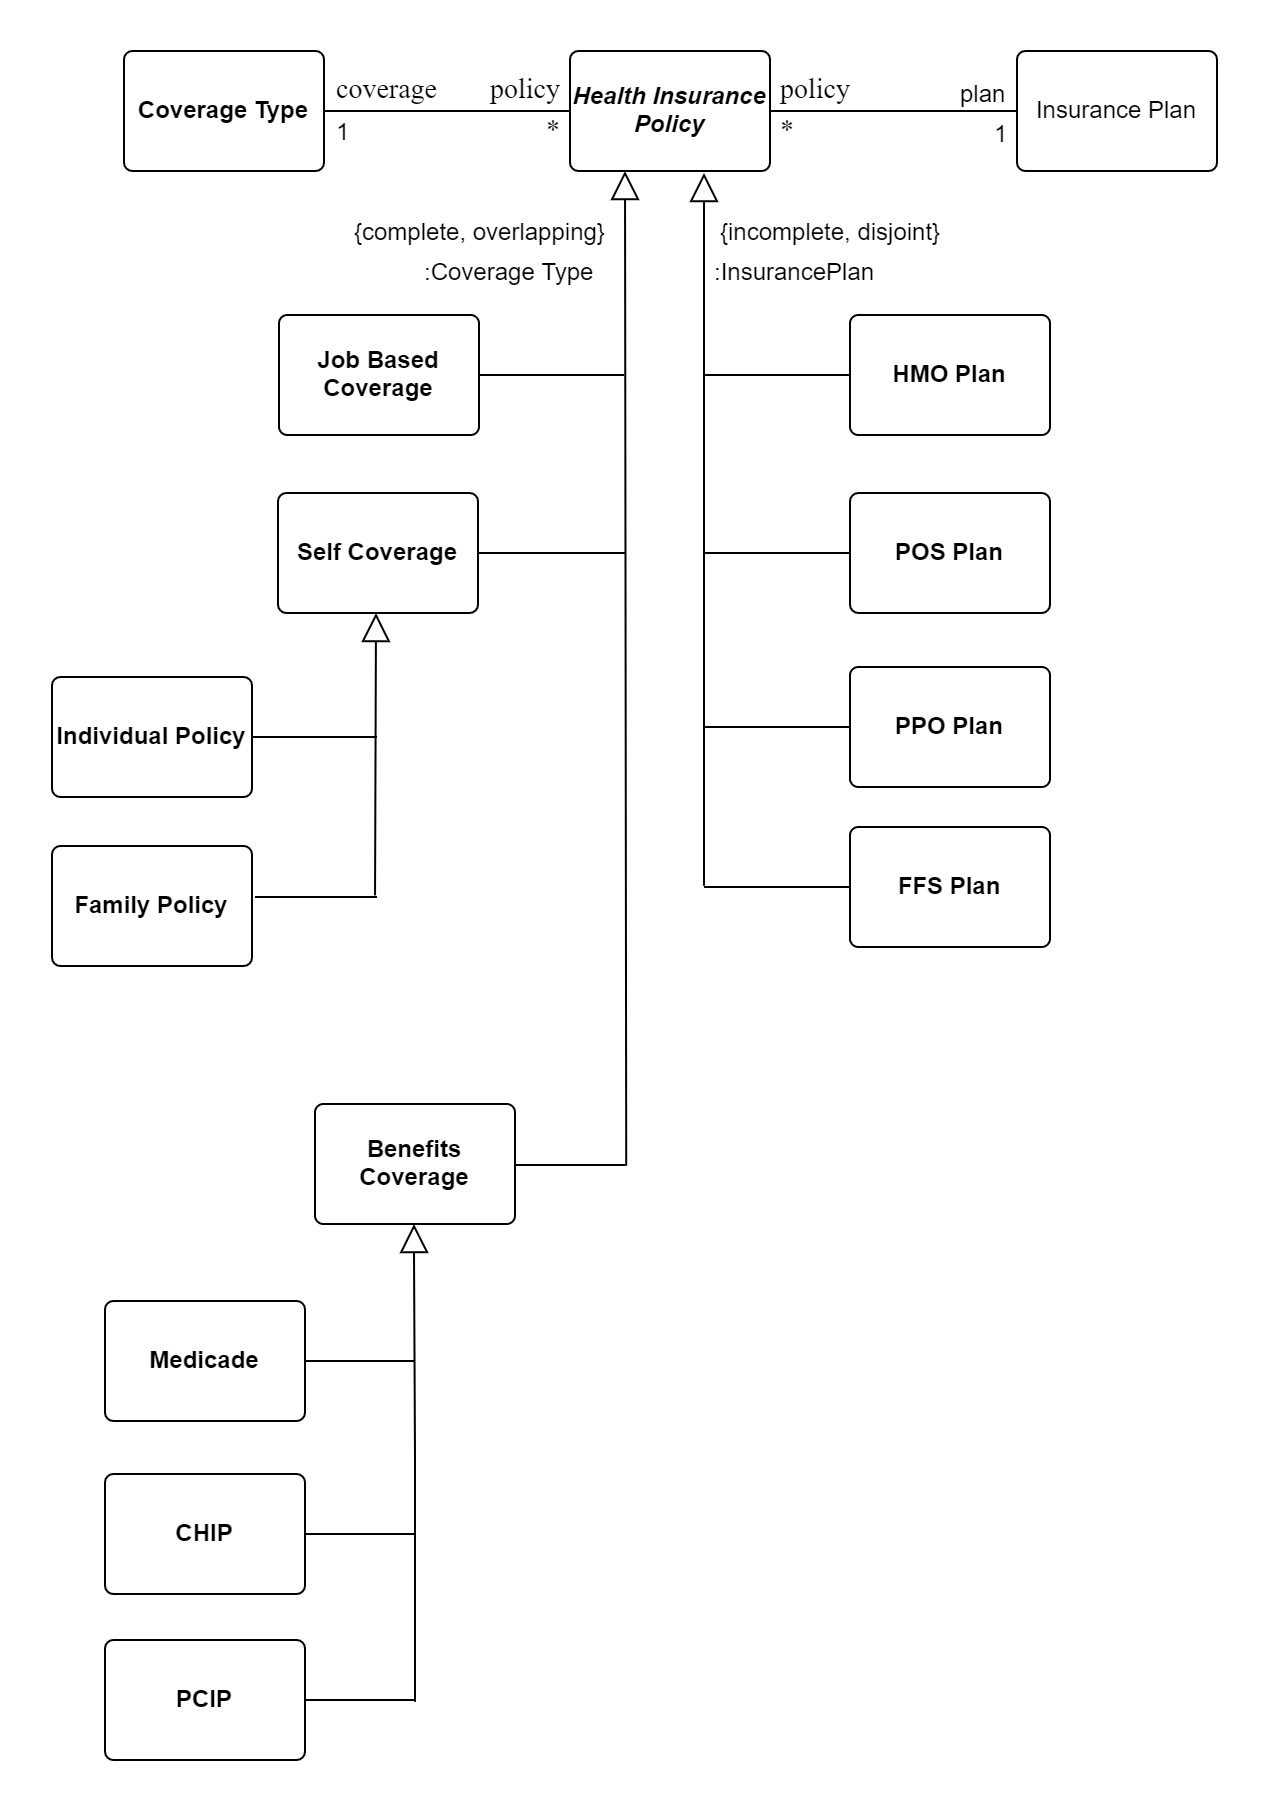 Coverage Type
coverage
policy
1
*
Health Insurance
Policy
policy
plan
*
1
Insurance Plan
{complete, overlapping}
:Coverage Type
{incomplete, disjoint}
:InsurancePlan
Job Based
Coverage
HMO Plan
Self Coverage
POS Plan
Individual Policy
PPO Plan
Family Policy
FFS Plan
Benefits
Coverage
Medicade
CHIP
PCIP